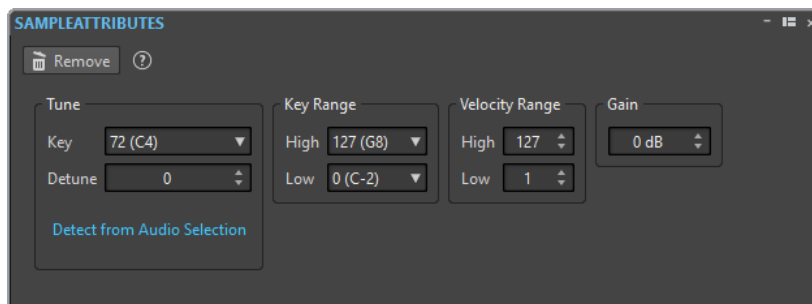 SAMPLEATTRIBUTES
Remove ?
Tune Key Range Velocity Range Gain
Key 72 (C4) High 127 (G8) High 127 0 dB
Detune 0 Low 0 (C-2) Low 1
Detect from Audio Selection